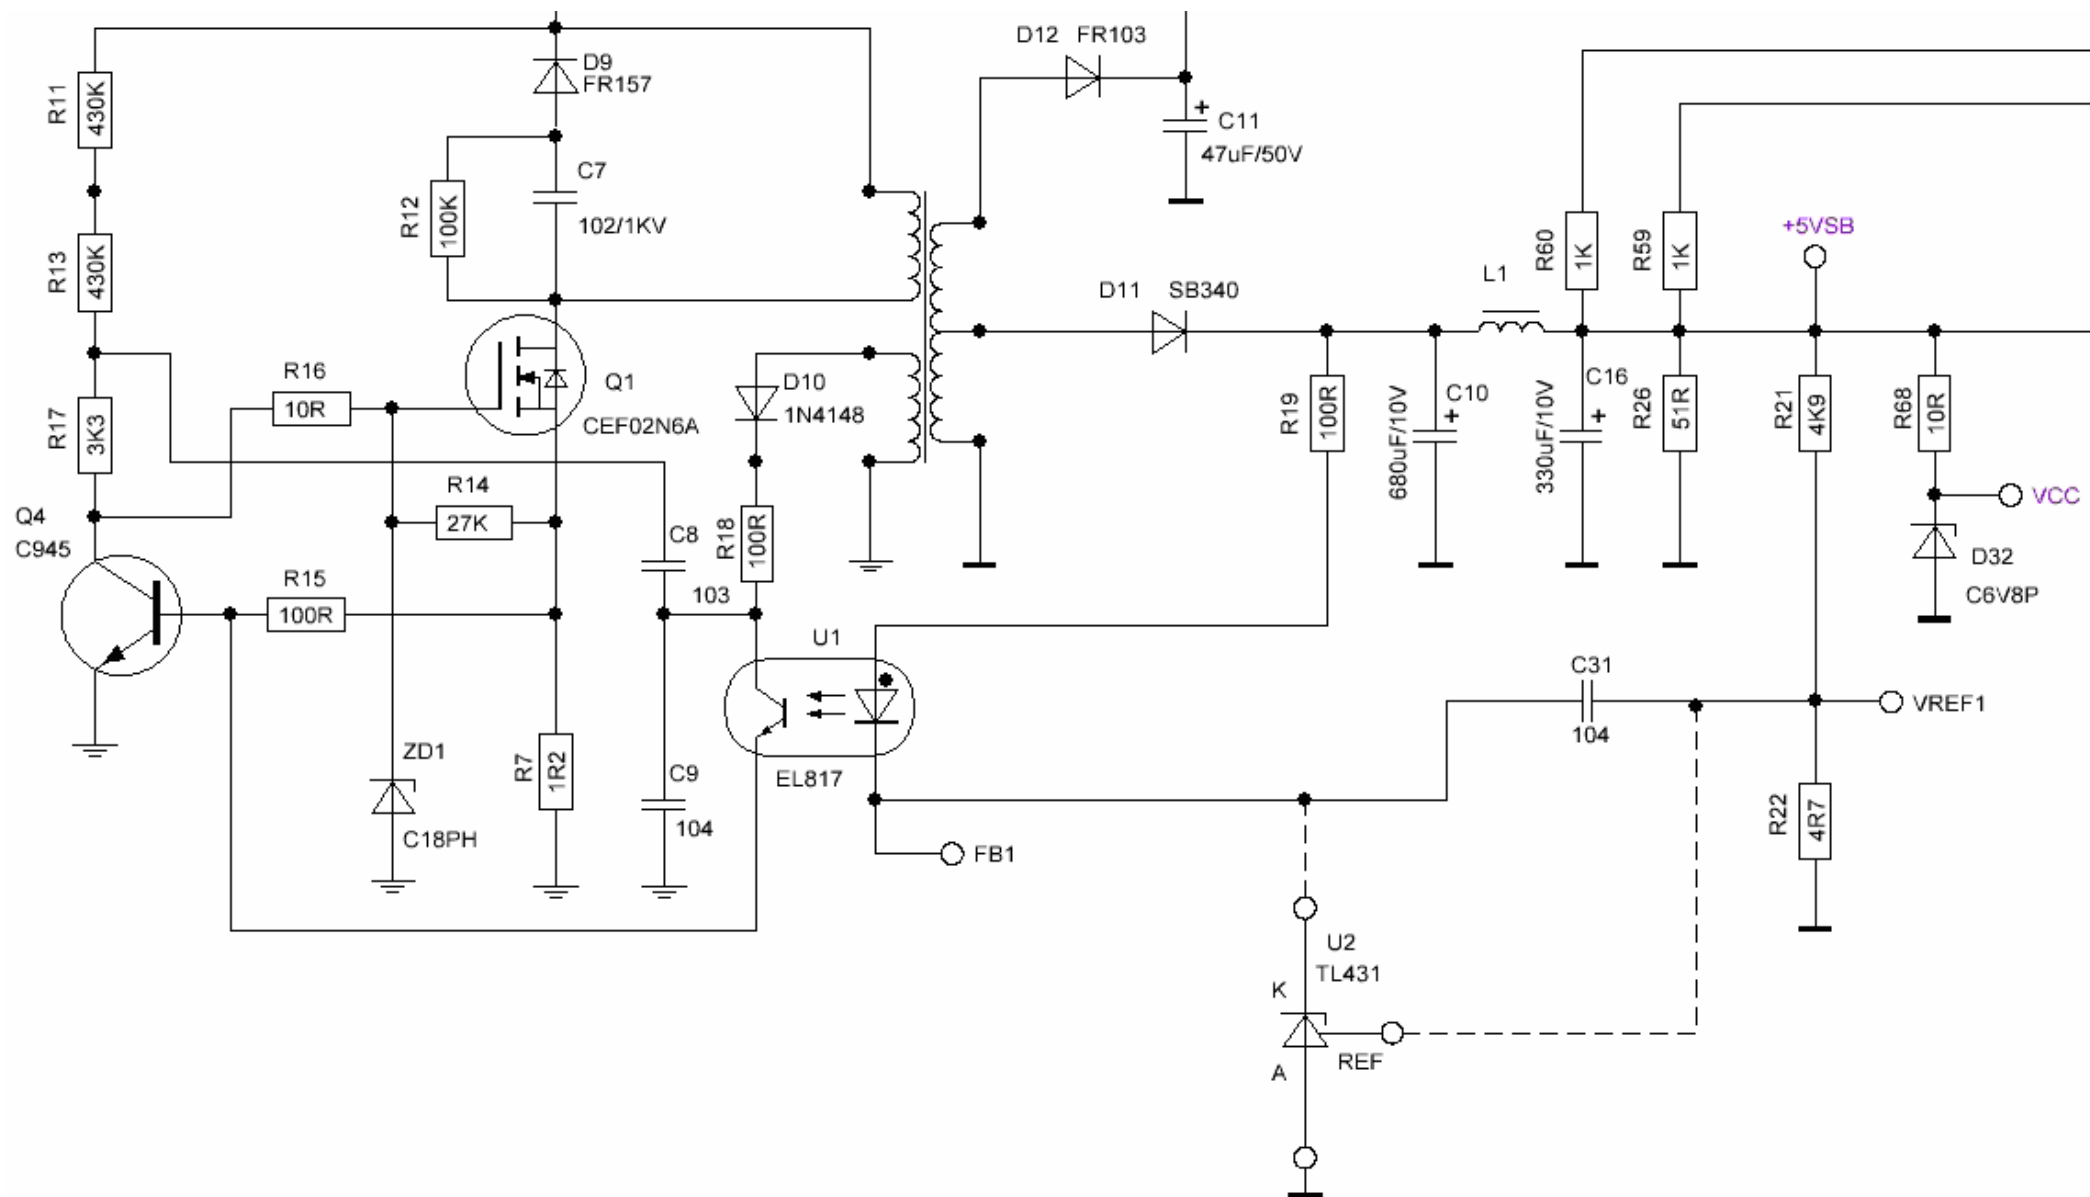 D12 FR103
D9
FR157
R11
430K
+
C11
47uF/50V
C7
R12
100K
102/1KV
R60
1K
R59
1K
+5VSB
R13
430K
L1
D11 SB340
R16
10R
Q1
CEF02N6A
D10
1N4148
R19
100R
C10
+
680uF/10V
C16
+
330uF/10V
R26
51R
R21
4K9
R68
10R
R17
3K3
R14
27K
VCC
Q4
C945
C8
103
R18
100R
D32
C6V8P
R15
100R
U1
C31
104
VREF1
ZD1
C18PH
R7
1R2
C9
104
EL817
R22
4R7
FB1
U2
TL431
K
REF
A